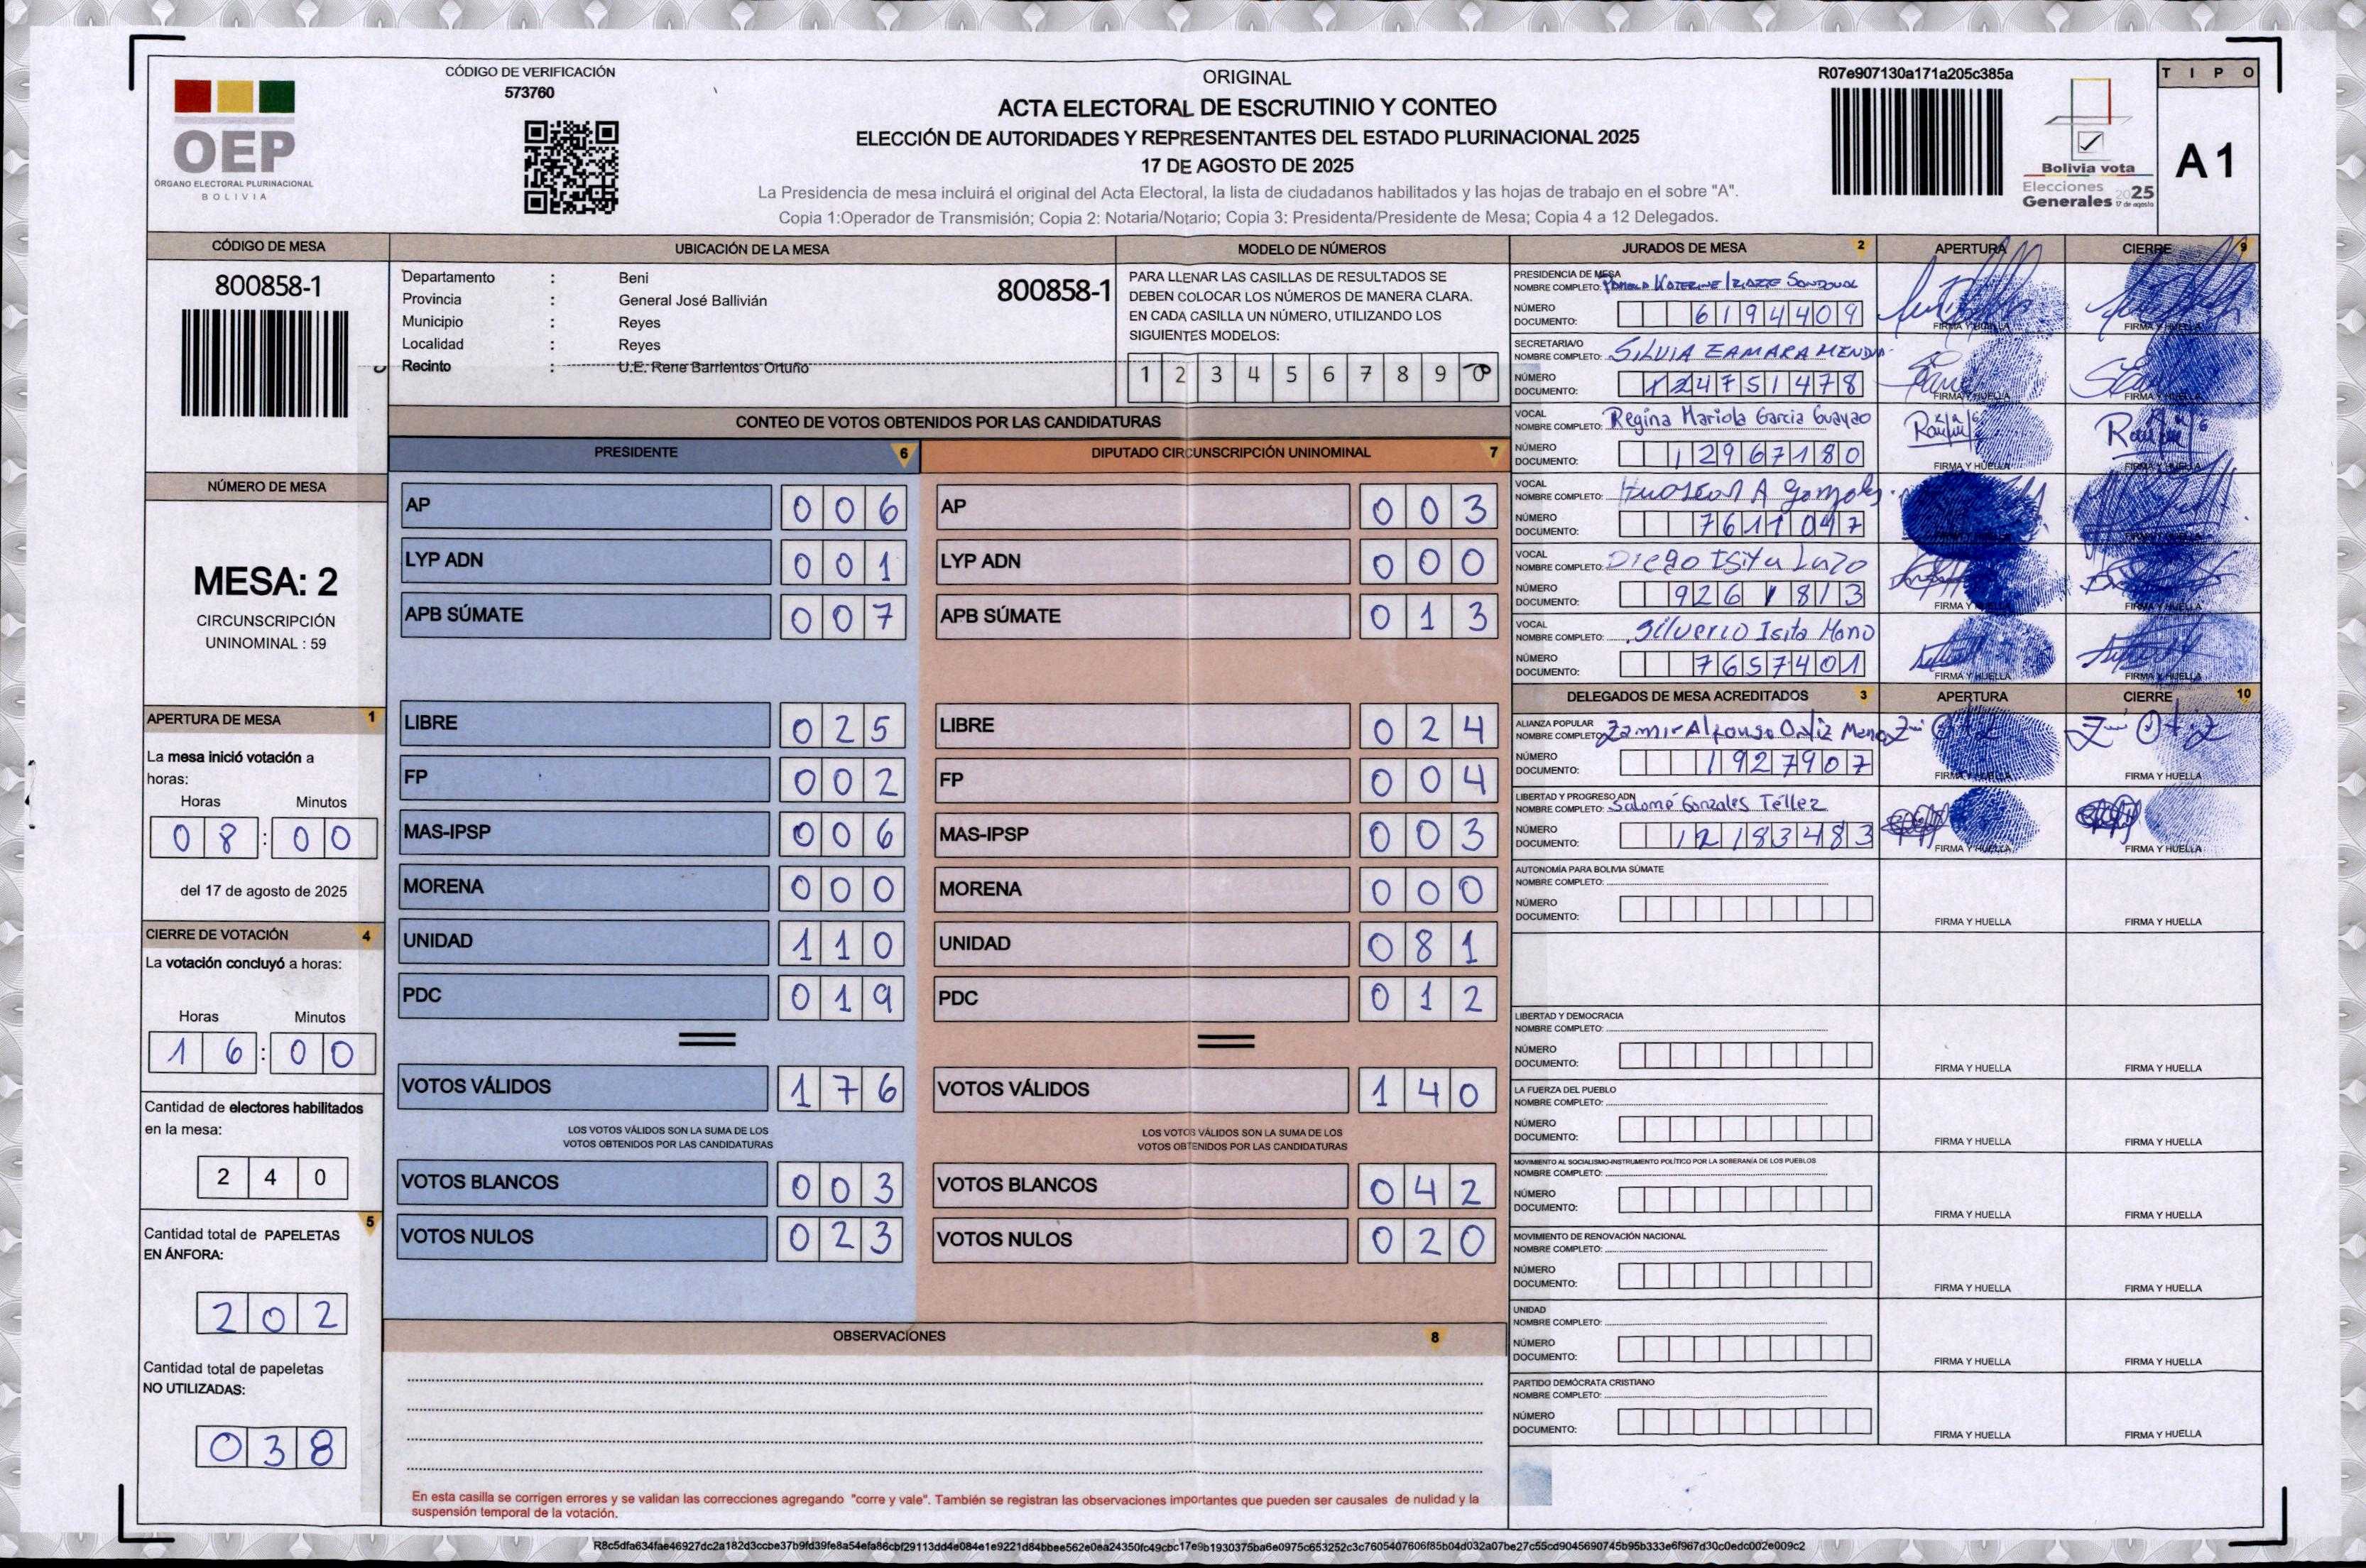 CÓDIGO DE VERIFICACIÓN
573760
OEP
ÓRGANO ELECTORAL PLURINACIONAL
BOLIVIA
ORIGINAL
ACTA ELECTORAL DE ESCRUTINIO Y CONTEO
ELECCIÓN DE AUTORIDADES Y REPRESENTANTES DEL ESTADO PLURINACIONAL 2025
17 DE AGOSTO DE 2025
La Presidencia de mesa incluirá el original del Acta Electoral, la lista de ciudadanos habilitados y las hojas de trabajo en el sobre "A".
Copia 1:Operador de Transmisión; Copia 2: Notaria/Notario; Copia 3: Presidenta/Presidente de Mesa; Copia 4 a 12 Delegados.
R07e907130a171a205c385a
Bolivia vota
Elecciones
Generales 2025
17 de agosto
TIPO
A1
CÓDIGO DE MESA
800858-1
NÚMERO DE MESA
MESA: 2
CIRCUNSCRIPCIÓN
UNINOMINAL : 59
APERTURA DE MESA 1
La mesa inició votación a
horas:
Horas Minutos
08:00
del 17 de agosto de 2025
CIERRE DE VOTACIÓN 4
La votación concluyó a horas:
Horas Minutos
16:00
Cantidad de electores habilitados
en la mesa:
240
5
Cantidad total de PAPELETAS
EN ÁNFORA:
202
Cantidad total de papeletas
NO UTILIZADAS:
038
UBICACIÓN DE LA MESA
Departamento : Beni
800858-1
Provincia : General José Ballivián
Municipio : Reyes
Localidad : Reyes
Recinto : U.E. Rene Barrientos Ortuño
MODELO DE NÚMEROS
PARA LLENAR LAS CASILLAS DE RESULTADOS SE
DEBEN COLOCAR LOS NÚMEROS DE MANERA CLARA.
EN CADA CASILLA UN NÚMERO, UTILIZANDO LOS
SIGUIENTES MODELOS:
1 2 3 4 5 6 7 8 9 0
CONTEO DE VOTOS OBTENIDOS POR LAS CANDIDATURAS
PRESIDENTE 6
AP 006
LYP ADN 001
APB SÚMATE 007
LIBRE 025
FP 002
MAS-IPSP 006
MORENA 000
UNIDAD 110
PDC 019
VOTOS VÁLIDOS 176
LOS VOTOS VÁLIDOS SON LA SUMA DE LOS
VOTOS OBTENIDOS POR LAS CANDIDATURAS
VOTOS BLANCOS 003
VOTOS NULOS 023
DIPUTADO CIRCUNSCRIPCIÓN UNINOMINAL 7
AP 003
LYP ADN 000
APB SÚMATE 013
LIBRE 024
FP 004
MAS-IPSP 003
MORENA 000
UNIDAD 081
PDC 012
VOTOS VÁLIDOS 140
LOS VOTOS VÁLIDOS SON LA SUMA DE LOS
VOTOS OBTENIDOS POR LAS CANDIDATURAS
VOTOS BLANCOS 042
VOTOS NULOS 020
OBSERVACIONES 8
En esta casilla se corrigen errores y se validan las correcciones agregando "corre y vale". También se registran las observaciones importantes que pueden ser causales de nulidad y la
suspensión temporal de la votación.
JURADOS DE MESA 2 APERTURA CIERRE 9
PRESIDENCIA DE MESA
NOMBRE COMPLETO:
NÚMERO
DOCUMENTO: 6194409
FIRMA Y HUELLA FIRMA Y HUELLA
SECRETARIA/O
NOMBRE COMPLETO: SILVIA
NÚMERO
DOCUMENTO: 124751478
FIRMA Y HUELLA FIRMA Y HUELLA
VOCAL
NOMBRE COMPLETO: Regina Mariola Garcia Guayao
NÚMERO
DOCUMENTO: 12967180
FIRMA Y HUELLA FIRMA Y HUELLA
VOCAL
NOMBRE COMPLETO: Huascar A Gonzales
NÚMERO
DOCUMENTO: 7611047
VOCAL
NOMBRE COMPLETO: Diego Isita Lazo
NÚMERO
DOCUMENTO: 9261813
FIRMA Y HUELLA FIRMA Y HUELLA
VOCAL
NOMBRE COMPLETO: Silverio Isita Mano
NÚMERO
DOCUMENTO: 7657401
FIRMA Y HUELLA FIRMA Y HUELLA
DELEGADOS DE MESA ACREDITADOS 3 APERTURA CIERRE 10
ALIANZA POPULAR
NOMBRE COMPLETO: Zamir Alfonso Ortiz
NÚMERO
DOCUMENTO: 1927907
FIRMA Y HUELLA FIRMA Y HUELLA
LIBERTAD Y PROGRESO ADN
NOMBRE COMPLETO: Salomé Gonzales Téllez
NÚMERO
DOCUMENTO: 12183483
FIRMA Y HUELLA FIRMA Y HUELLA
AUTONOMÍA PARA BOLIVIA SÚMATE
NOMBRE COMPLETO:
NÚMERO
DOCUMENTO:
FIRMA Y HUELLA FIRMA Y HUELLA
LIBERTAD Y DEMOCRACIA
NOMBRE COMPLETO:
NÚMERO
DOCUMENTO:
FIRMA Y HUELLA FIRMA Y HUELLA
LA FUERZA DEL PUEBLO
NOMBRE COMPLETO:
NÚMERO
DOCUMENTO:
FIRMA Y HUELLA FIRMA Y HUELLA
MOVIMIENTO AL SOCIALISMO-INSTRUMENTO POLÍTICO POR LA SOBERANÍA DE LOS PUEBLOS
NOMBRE COMPLETO:
NÚMERO
DOCUMENTO:
FIRMA Y HUELLA FIRMA Y HUELLA
MOVIMIENTO DE RENOVACIÓN NACIONAL
NOMBRE COMPLETO:
NÚMERO
DOCUMENTO:
FIRMA Y HUELLA FIRMA Y HUELLA
UNIDAD
NOMBRE COMPLETO:
NÚMERO
DOCUMENTO:
FIRMA Y HUELLA FIRMA Y HUELLA
PARTIDO DEMÓCRATA CRISTIANO
NOMBRE COMPLETO:
NÚMERO
DOCUMENTO:
FIRMA Y HUELLA FIRMA Y HUELLA